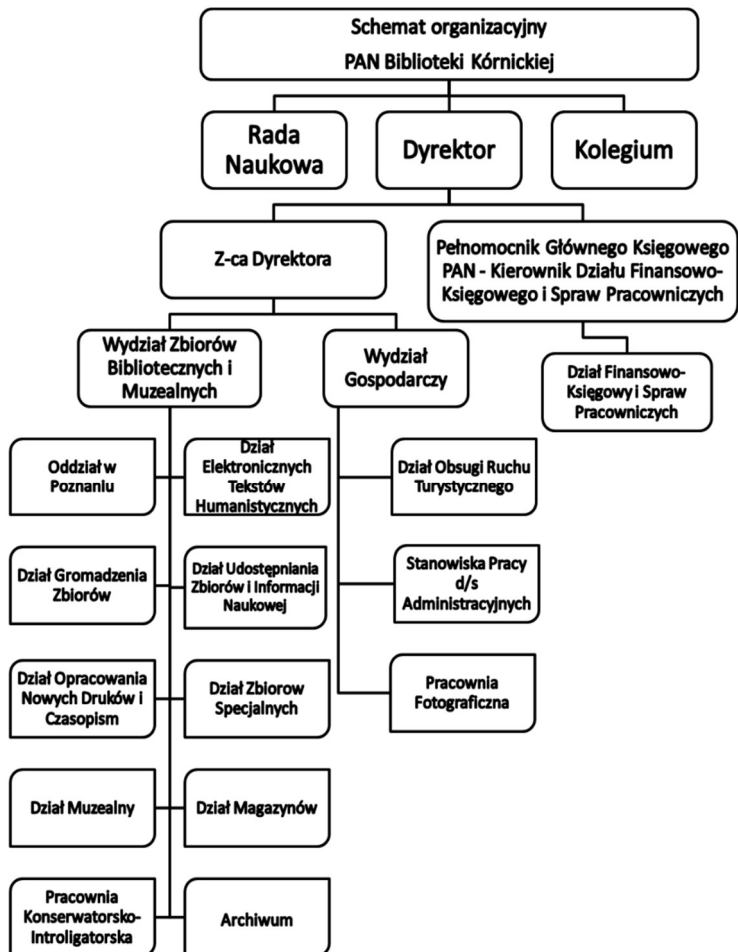 Schemat organizacyjny
PAN Biblioteki Kórnickiej
Rada
Naukowa
Dyrektor
Kolegium
Z-ca Dyrektora
Pełnomocnik Głównego Księgowego
PAN - Kierownik Działu Finansowo-
Księgowego i Spraw Pracowniczych
Wydział Zbiorów
Bibliotecznych i
Muzealnych
Wydział
Gospodarczy
Dział Finansowo-
Księgowy i Spraw
Pracowniczych
Oddział w
Poznaniu
Dział
Elektronicznych
Tekstów
Humanistycznych
Dział Obsugi Ruchu
Turystycznego
Dział Gromadzenia
Zbiorów
Dział Udostępniania
Zbiorów i Informacji
Naukowej
Stanowiska Pracy
d/s
Administracyjnych
Dział Opracowania
Nowych Druków i
Czasopism
Dział Zbiorow
Specjalnych
Pracownia
Fotograficzna
Dział Muzealny
Dział Magazynów
Pracownia
Konserwatorsko-
Introligatorska
Archiwum